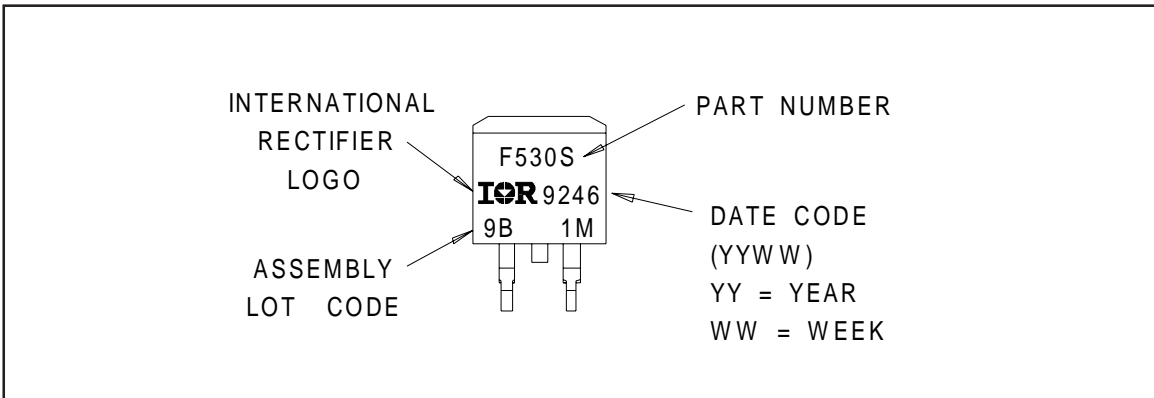 INTERNATIONAL
RECTIFIER
LOGO
ASSEMBLY
LOT CODE
F530S
IOR 9246
9B 1M
PART NUMBER
DATE CODE
(YYWW)
YY = YEAR
WW = WEEK